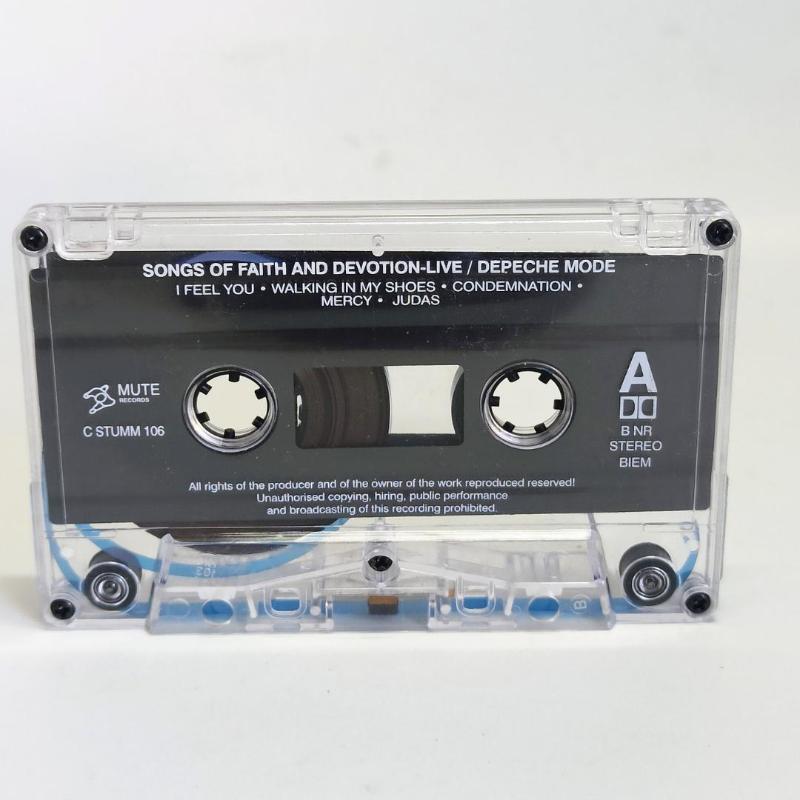 SONGS OF FAITH AND DEVOTION-LIVE / DEPECHE MODE
I FEEL YOU • WALKING IN MY SHOES • CONDEMNATION •
MERCY • JUDAS
MUTE
RECORDS
C STUMM 106
A
B NR
STEREO
BIEM
All rights of the producer and of the owner of the work reproduced reserved!
Unauthorised copying, hiring, public performance
and broadcasting of this recording prohibited.